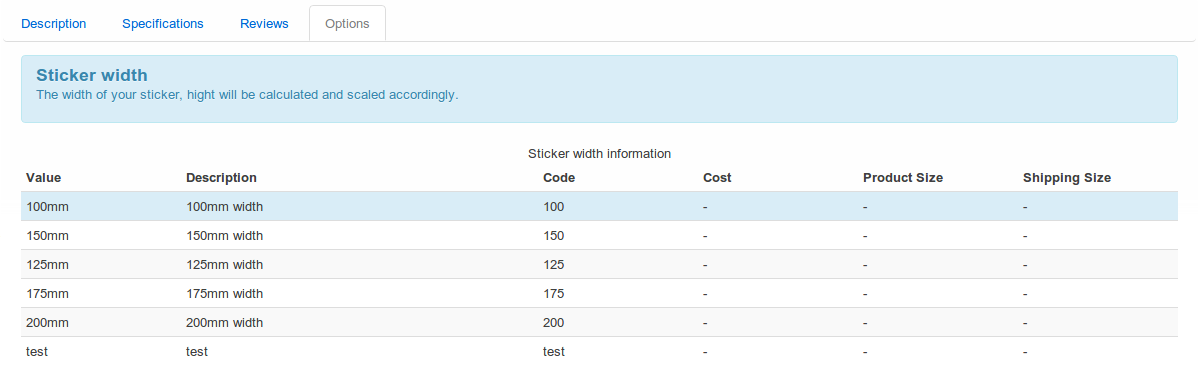 Description Specifications Reviews Options
Sticker width
The width of your sticker, hight will be calculated and scaled accordingly.
Sticker width information
Value Description Code Cost Product Size Shipping Size
100mm 100mm width 100 - - -
150mm 150mm width 150 - - -
125mm 125mm width 125 - - -
175mm 175mm width 175 - - -
200mm 200mm width 200 - - -
test test test - - -